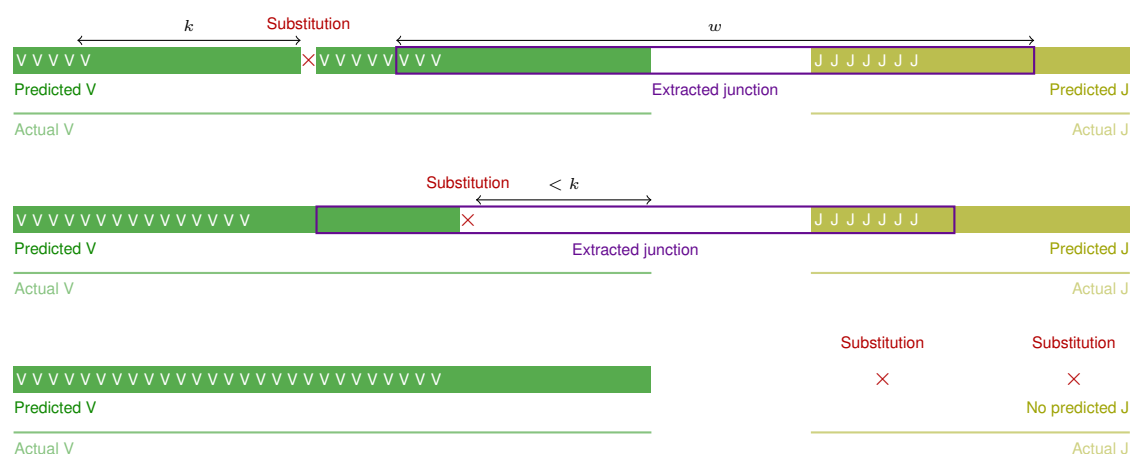 k Substitution w
V V V V V × V V V V V V V V J J J J J J J
Predicted V Extracted junction Predicted J
Actual V Actual J
Substitution < k
V V V V V V V V V V V V V V V × J J J J J J J
Predicted V Extracted junction Predicted J
Actual V Actual J
Substitution Substitution
V V V V V V V V V V V V V V V V V V V V V V V V V V V × ×
Predicted V No predicted J
Actual V Actual J